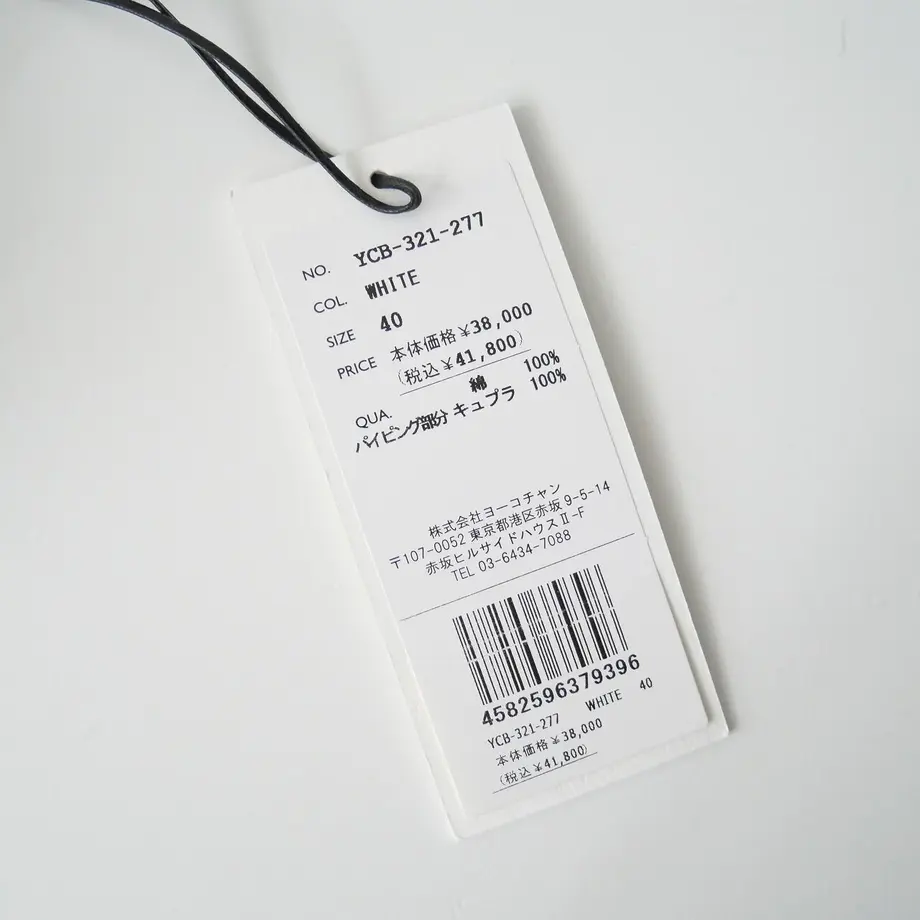 NO. YCB-321-277
COL. WHITE
SIZE 40
PRICE 本体価格¥38,000
(税込¥41,800)
QUA. 綿 100%
パイピング部分 キュプラ 100%
株式会社ヨーコチャン
〒107-0052 東京都港区赤坂9-5-14
赤坂ヒルサイドハウスⅡ-F
TEL 03-6434-7088
4582596379396
YCB-321-277 WHITE 40
本体価格¥38,000
(税込¥41,800)